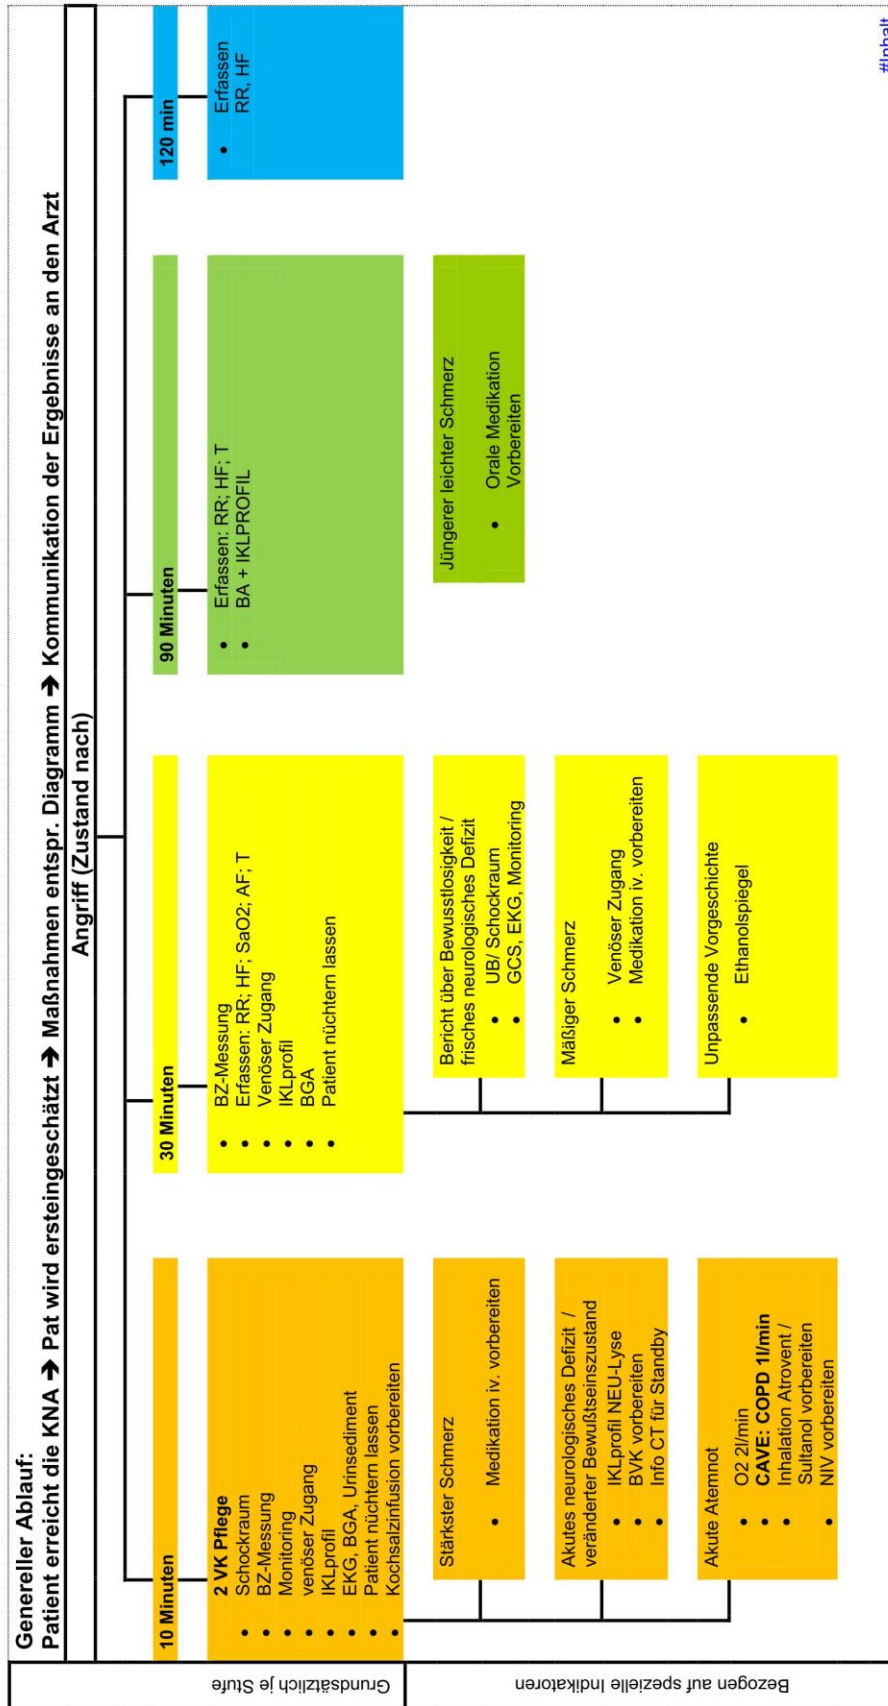 Genereller Ablauf:
Patient erreicht die KNA ➔ Pat wird ersteingeschätzt ➔ Maßnahmen entspr. Diagramm ➔ Kommunikation der Ergebnisse an den Arzt
Angriff (Zustand nach)
Grundsätzlich je Stufe
10 Minuten
2 VK Pflege
• Schockraum
• BZ-Messung
• Monitoring
• venöser Zugang
• IKLprofil
• EKG, BGA, Urinsediment
• Patient nüchtern lassen
• Kochsalzinfusion vorbereiten
30 Minuten
• BZ-Messung
• Erfassen: RR; HF; SaO2; AF; T
• Venöser Zugang
• IKLprofil
• BGA
• Patient nüchtern lassen
90 Minuten
• Erfassen: RR; HF; T
• BA + IKLPROFIL
120 min
• Erfassen
RR, HF
Bezogen auf spezielle Indikatoren
Stärkster Schmerz
• Medikation iv. vorbereiten
Akutes neurologisches Defizit /
veränderter Bewußtseinszustand
• IKLprofil NEU-Lyse
• BVK vorbereiten
• Info CT für Standby
Akute Atemnot
• O2 2l/min
• CAVE: COPD 1l/min
• Inhalation Atrovent /
Sultanol vorbereiten
• NIV vorbereiten
Bericht über Bewusstlosigkeit /
frisches neurologisches Defizit
• UB/ Schockraum
• GCS, EKG, Monitoring
Mäßiger Schmerz
• Venöser Zugang
• Medikation iv. vorbereiten
Unpassende Vorgeschichte
• Ethanolspiegel
Jüngerer leichter Schmerz
• Orale Medikation
Vorbereiten
#Inhalt